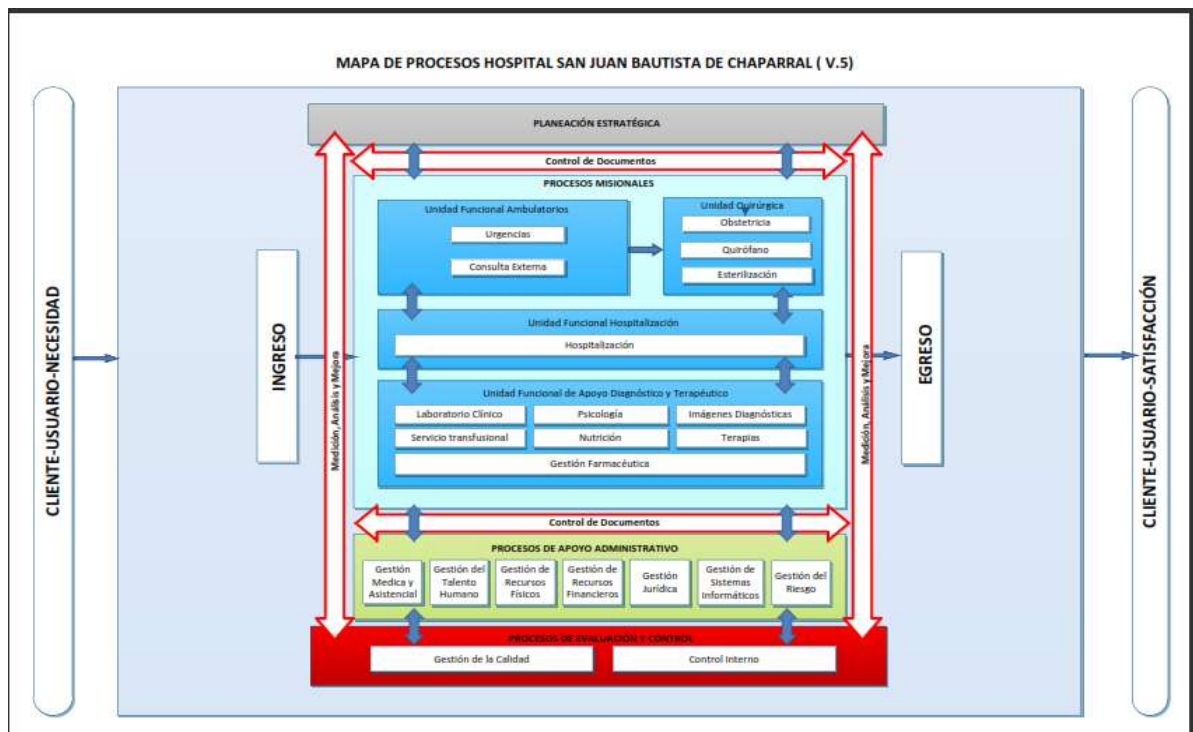 MAPA DE PROCESOS HOSPITAL SAN JUAN BAUTISTA DE CHAPARRAL ( V.5)
CLIENTE-USUARIO-NECESIDAD
INGRESO
Medición, Análisis y Mejora
PLANEACIÓN ESTRATÉGICA
Control de Documentos
PROCESOS MISIONALES
Unidad Funcional Ambulatorios
Urgencias
Consulta Externa
Unidad Quirúrgica
Obstetricia
Quirófano
Esterilización
Unidad Funcional Hospitalización
Hospitalización
Unidad Funcional de Apoyo Diagnóstico y Terapéutico
Laboratorio Clínico
Psicología
Imágenes Diagnósticas
Servicio transfusional
Nutrición
Terapias
Gestión Farmacéutica
Control de Documentos
PROCESOS DE APOYO ADMINISTRATIVO
Gestión
Medica y
Asistencial
Gestión del
Talento
Humano
Gestión de
Recursos
Físicos
Gestión de
Recursos
Financieros
Gestión
Jurídica
Gestión de
Sistemas
Informáticos
Gestión del
Riesgo
PROCESOS DE EVALUACIÓN Y CONTROL
Gestión de la Calidad
Control Interno
Medición, Análisis y Mejora
EGRESO
CLIENTE-USUARIO-SATISFACCIÓN